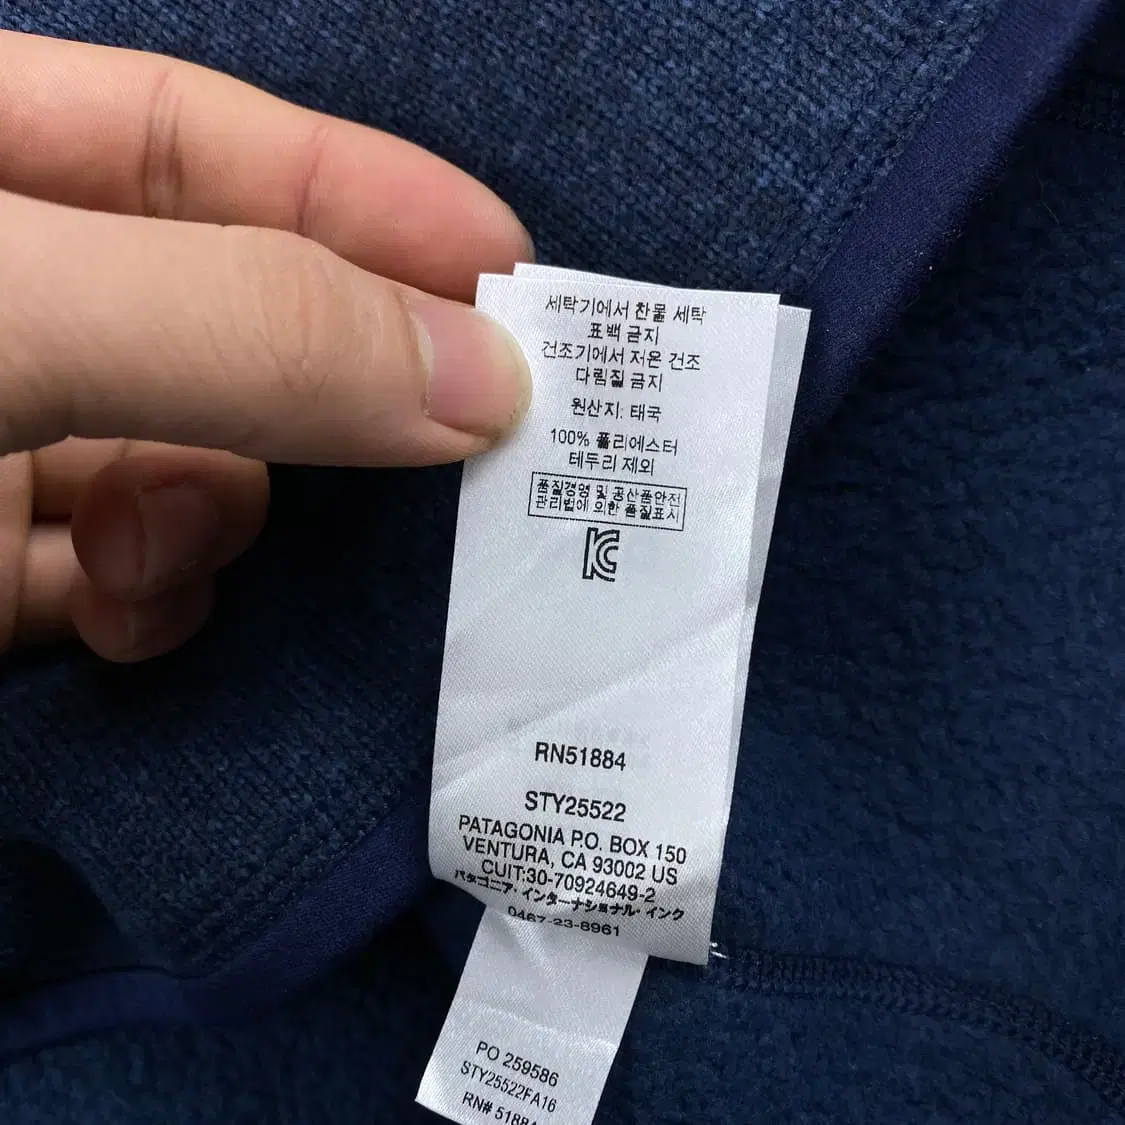 세탁기에서 찬물 세탁
표백 금지
건조기에서 저온 건조
다림질 금지
원산지: 태국
100% 폴리에스터
테두리 제외
품질경영 및 공산품안전
관리법에 의한 품질표시
KC
RN51884
STY25522
PATAGONIA P.O. BOX 150
VENTURA, CA 93002 US
CUIT:30-70924649-2
パタゴニア・インターナショナル・インク
0467-23-8961
PO 259586
STY25522FA16
RN# 51884